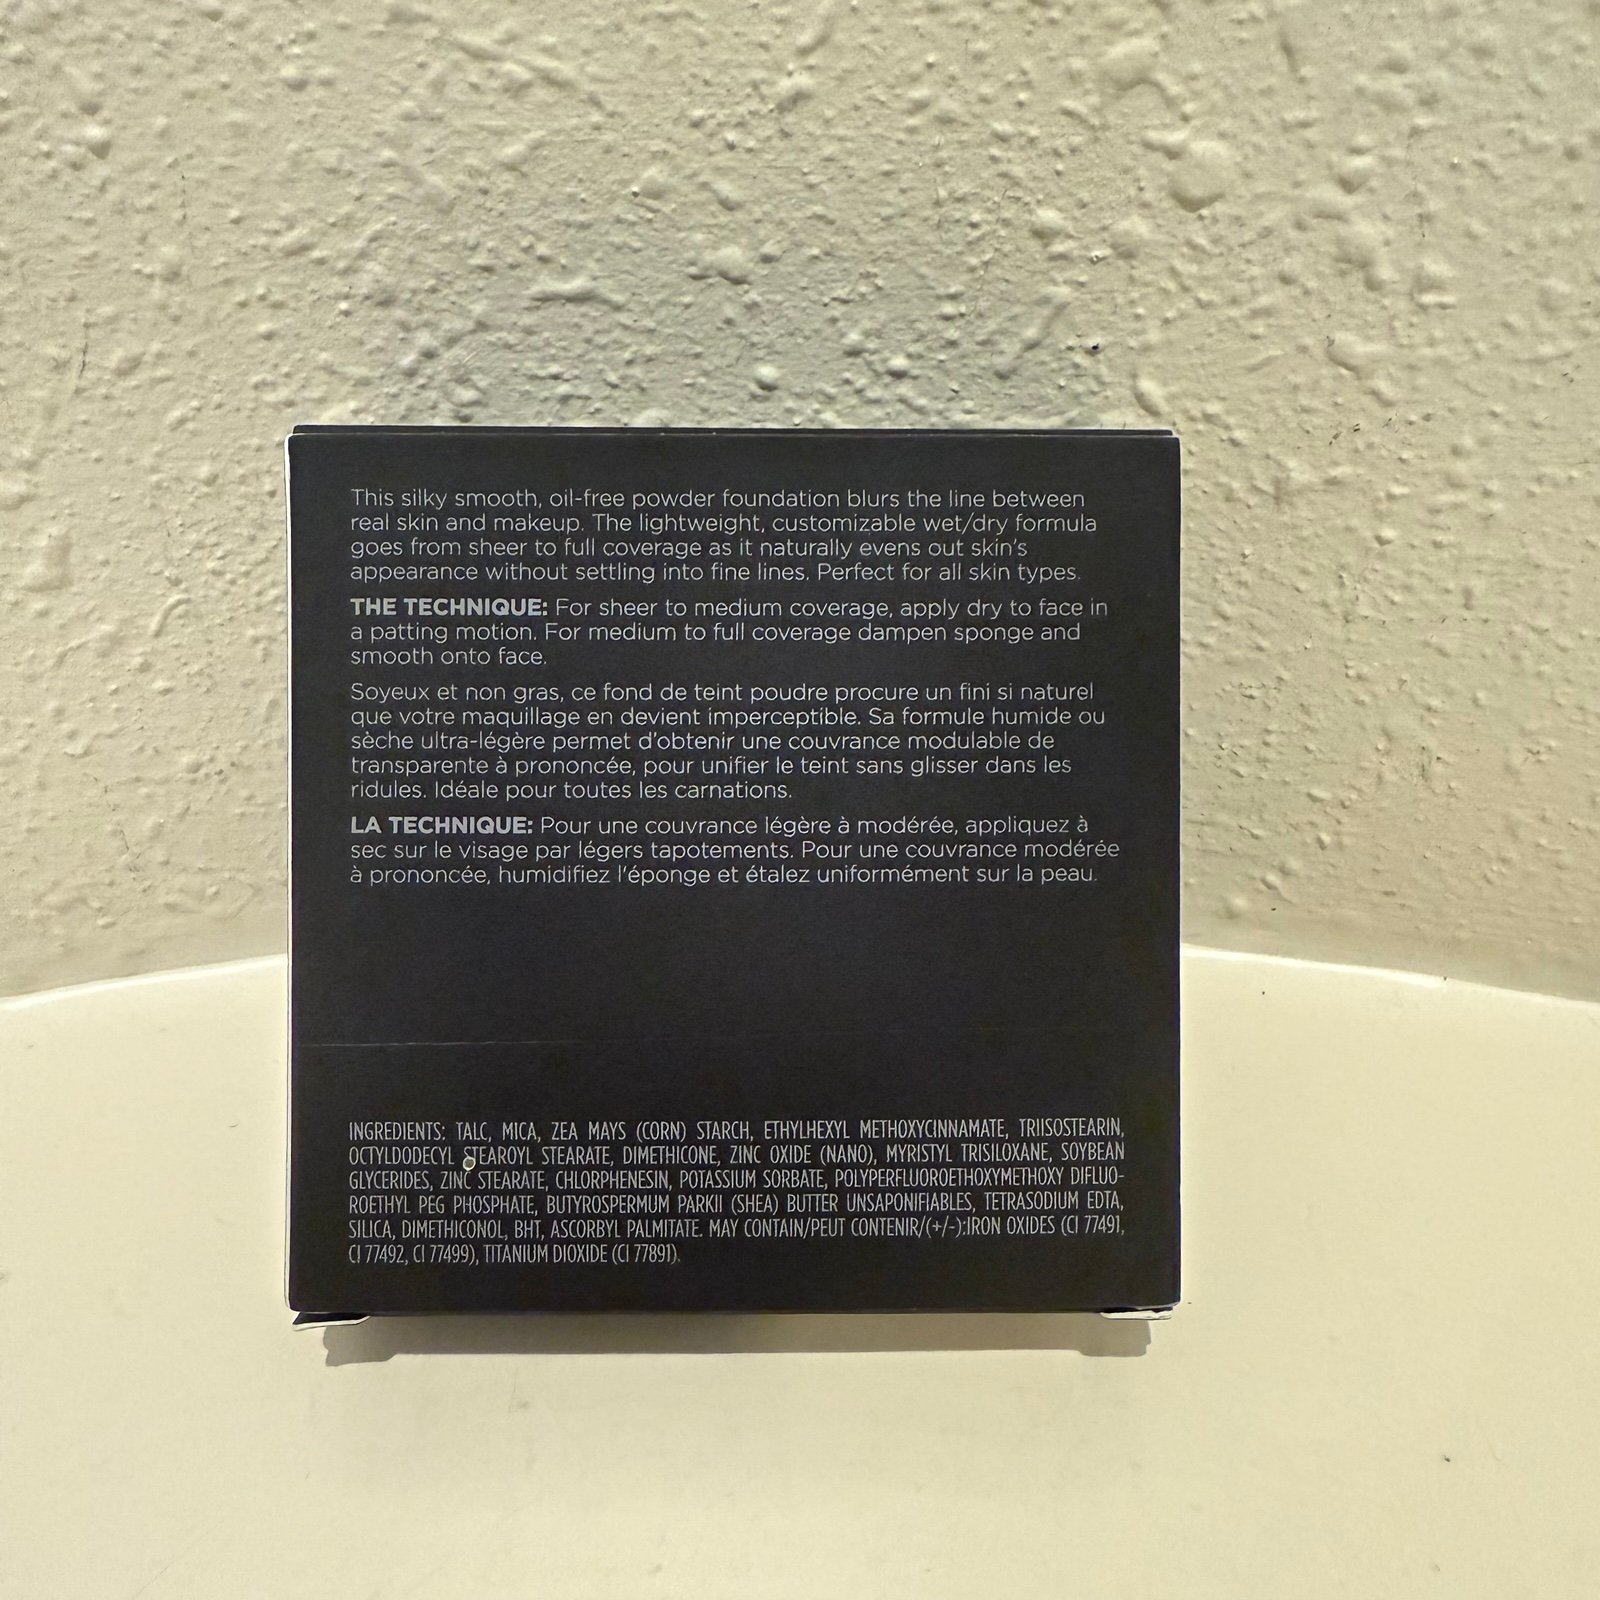 This silky smooth, oil-free powder foundation blurs the line between
real skin and makeup. The lightweight, customizable wet/dry formula
goes from sheer to full coverage as it naturally evens out skin's
appearance without settling into fine lines. Perfect for all skin types.
THE TECHNIQUE: For sheer to medium coverage, apply dry to face in
a patting motion. For medium to full coverage dampen sponge and
smooth onto face.
Soyeux et non gras, ce fond de teint poudre procure un fini si naturel
que votre maquillage en devient imperceptible. Sa formule humide ou
sèche ultra-légère permet d'obtenir une couvrance modulable de
transparente à prononcée, pour unifier le teint sans glisser dans les
ridules. Idéale pour toutes les carnations.
LA TECHNIQUE: Pour une couvrance légère à modérée, appliquez à
sec sur le visage par légers tapotements. Pour une couvrance modérée
à prononcée, humidifiez l'éponge et étalez uniformément sur la peau.
INGREDIENTS: TALC, MICA, ZEA MAYS (CORN) STARCH, ETHYLHEXYL METHOXYCINNAMATE, TRIISOSTEARIN,
OCTYLDODECYL STEAROYL STEARATE, DIMETHICONE, ZINC OXIDE (NANO), MYRISTYL TRISILOXANE, SOYBEAN
GLYCERIDES, ZINC STEARATE, CHLORPHENESIN, POTASSIUM SORBATE, POLYPERFLUOROETHOXYMETHOXY DIFLUO-
ROETHYL PEG PHOSPHATE, BUTYROSPERMUM PARKII (SHEA) BUTTER UNSAPONIFIABLES, TETRASODIUM EDTA,
SILICA, DIMETHICONOL, BHT, ASCORBYL PALMITATE. MAY CONTAIN/PEUT CONTENIR/(+/-):IRON OXIDES (CI 77491,
CI 77492, CI 77499), TITANIUM DIOXIDE (CI 77891).